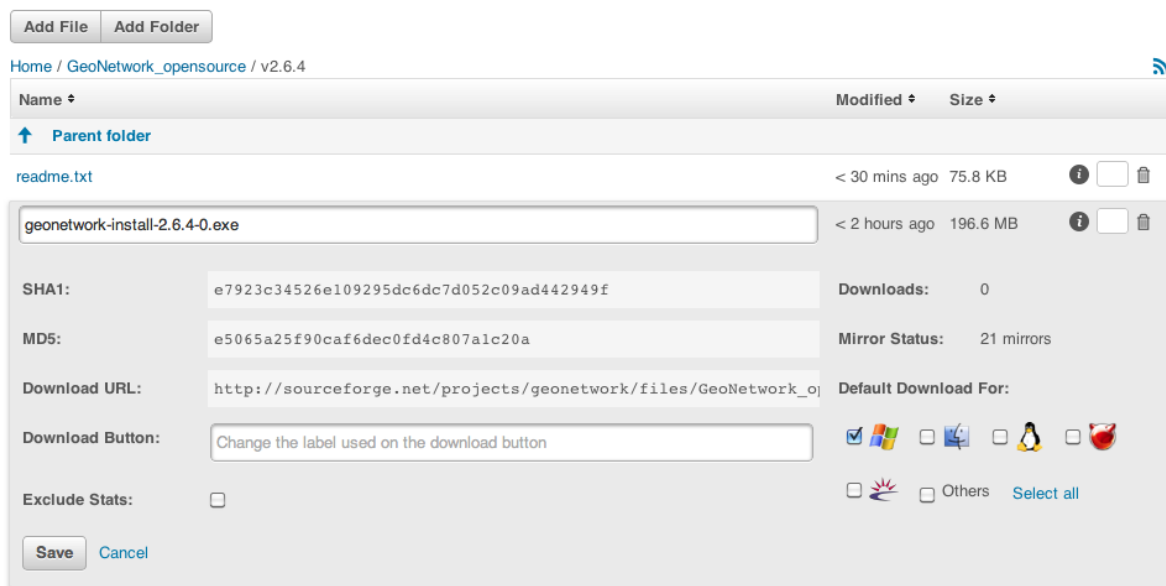 Add File Add Folder
Home / GeoNetwork_opensource / v2.6.4
Name Modified Size
Parent folder
readme.txt < 30 mins ago 75.8 KB
geonetwork-install-2.6.4-0.exe < 2 hours ago 196.6 MB
SHA1: e7923c34526e109295dc6dc7d052c09ad442949f Downloads: 0
MD5: e5065a25f90caf6dec0fd4c807a1c20a Mirror Status: 21 mirrors
Download URL: http://sourceforge.net/projects/geonetwork/files/GeoNetwork_op Default Download For:
Download Button: Change the label used on the download button
Exclude Stats: Others Select all
Save Cancel